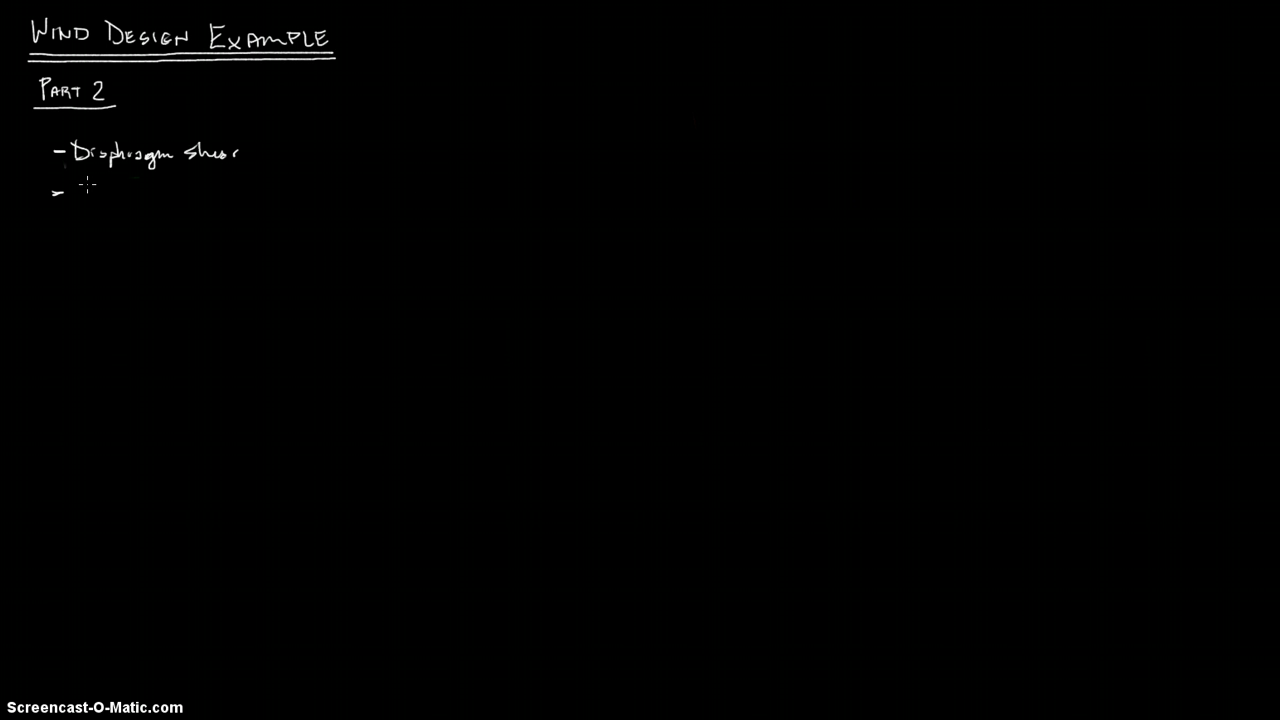 WIND DESIGN EXAMPLE
PART 2
- Diaphragm shear
-
Screencast-O-Matic.com